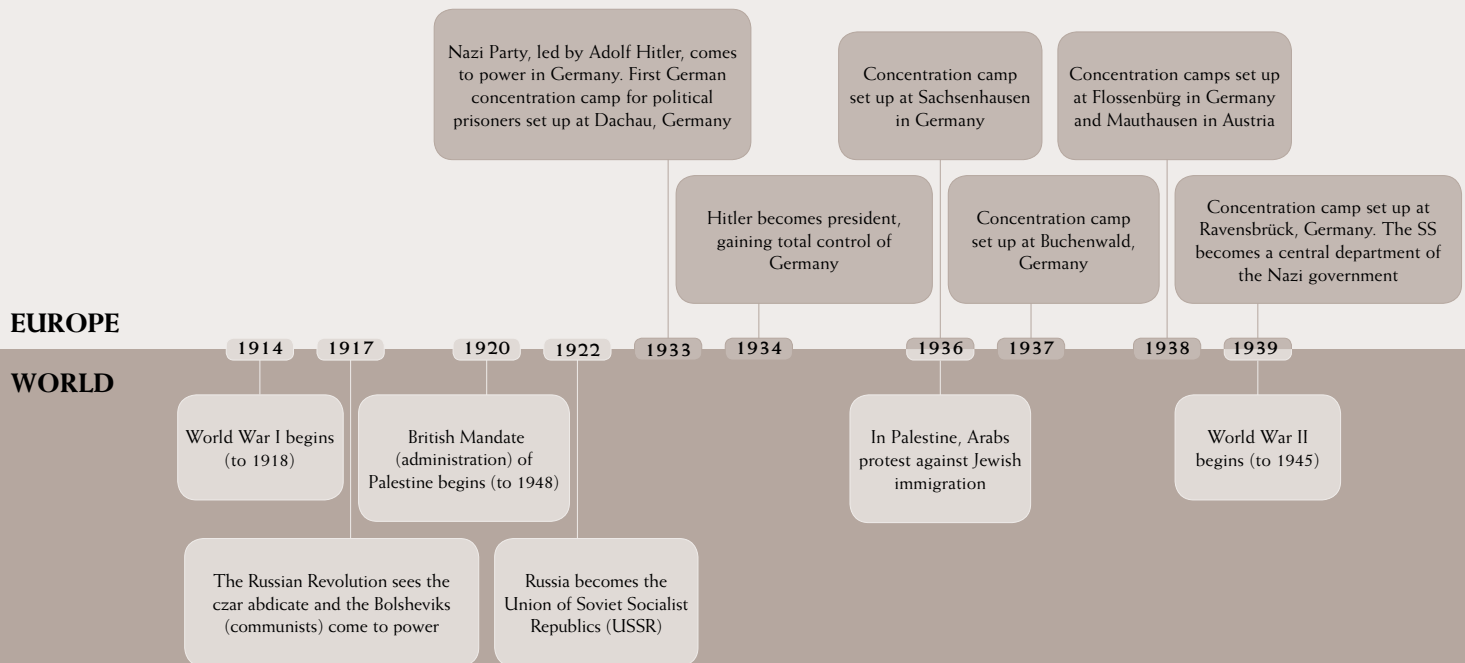 Nazi Party, led by Adolf Hitler, comes
to power in Germany. First German
concentration camp for political
prisoners set up at Dachau, Germany
Concentration camp
set up at Sachsenhausen
in Germany
Concentration camps set up
at Flossenbürg in Germany
and Mauthausen in Austria
Hitler becomes president,
gaining total control of
Germany
Concentration camp
set up at Buchenwald,
Germany
Concentration camp set up at
Ravensbrück, Germany. The SS
becomes a central department of
the Nazi government
EUROPE
1914
1917
1920
1922
1933
1934
1936
1937
1938
1939
WORLD
World War I begins
(to 1918)
British Mandate
(administration) of
Palestine begins (to 1948)
In Palestine, Arabs
protest against Jewish
immigration
World War II
begins (to 1945)
The Russian Revolution sees the
czar abdicate and the Bolsheviks
(communists) come to power
Russia becomes the
Union of Soviet Socialist
Republics (USSR)